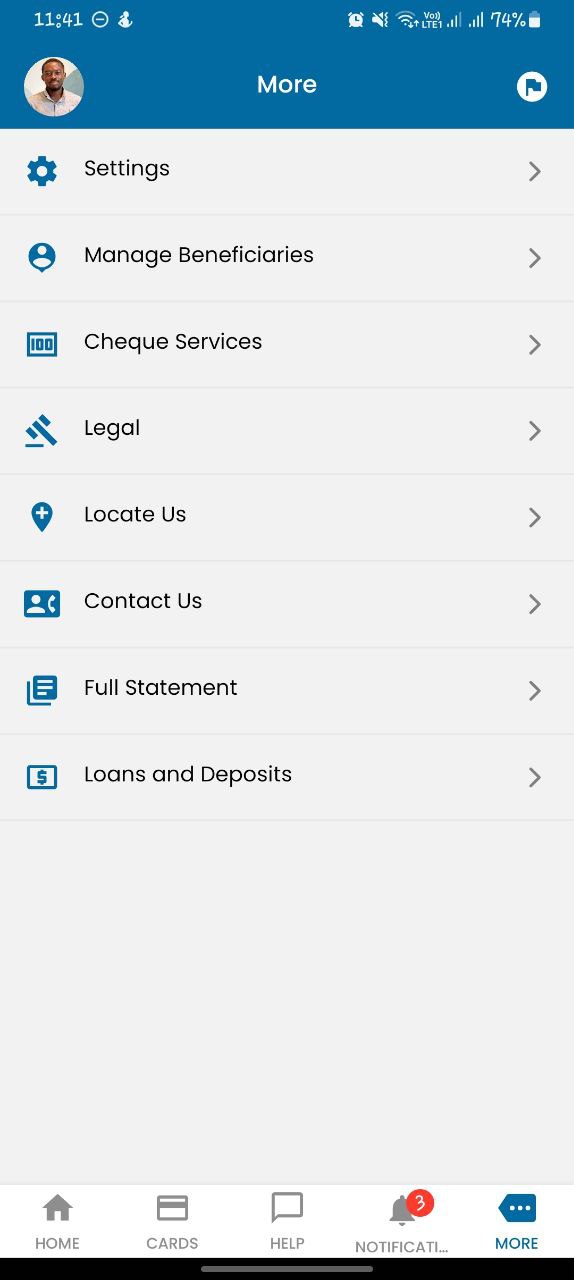 11:41 Vo)) LTE1 74%
More
Settings
Manage Beneficiaries
100 Cheque Services
Legal
Locate Us
Contact Us
Full Statement
$ Loans and Deposits
3
HOME CARDS HELP NOTIFICATI... MORE